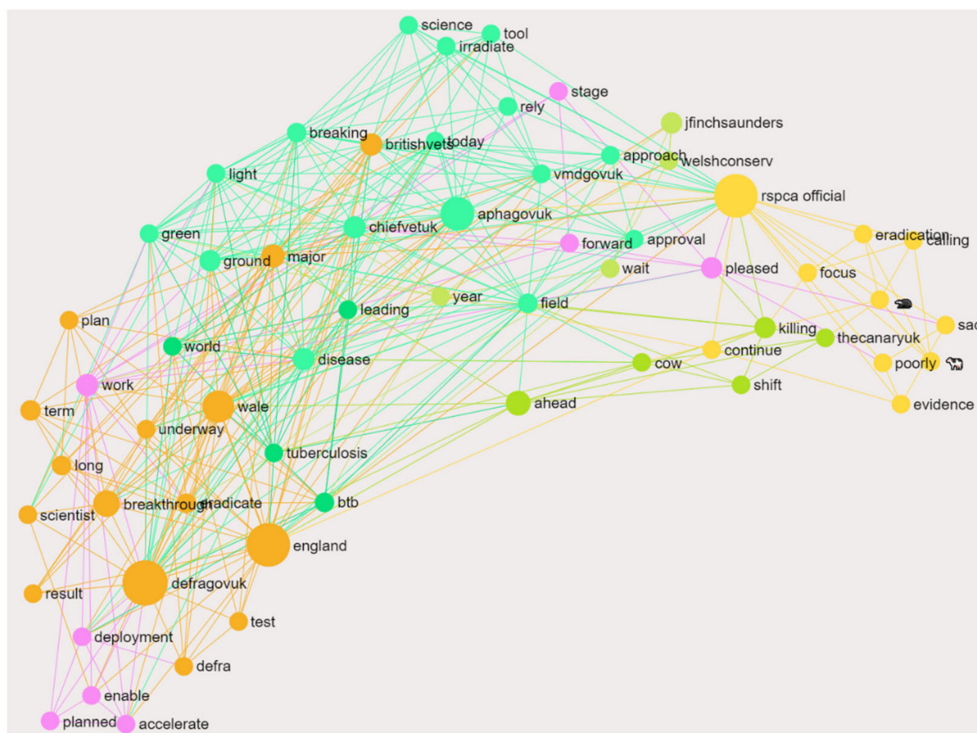 science
tool
irradiate
stage
rely
jfinchsaunders
breaking
britishvets
today
approach
welshconserv
light
vmdgovuk
rspca official
aphagovuk
green
chiefvetuk
forward
approval
eradication
calling
ground
major
wait
pleased
focus
year
field
leading
plan
killing
sac
world
disease
continue
thecanaryuk
cow
poorly
work
shift
term
wale
ahead
evidence
underway
tuberculosis
long
breakthrough
eradicate
btb
scientist
england
defragovuk
result
test
deployment
defra
enable
planned
accelerate